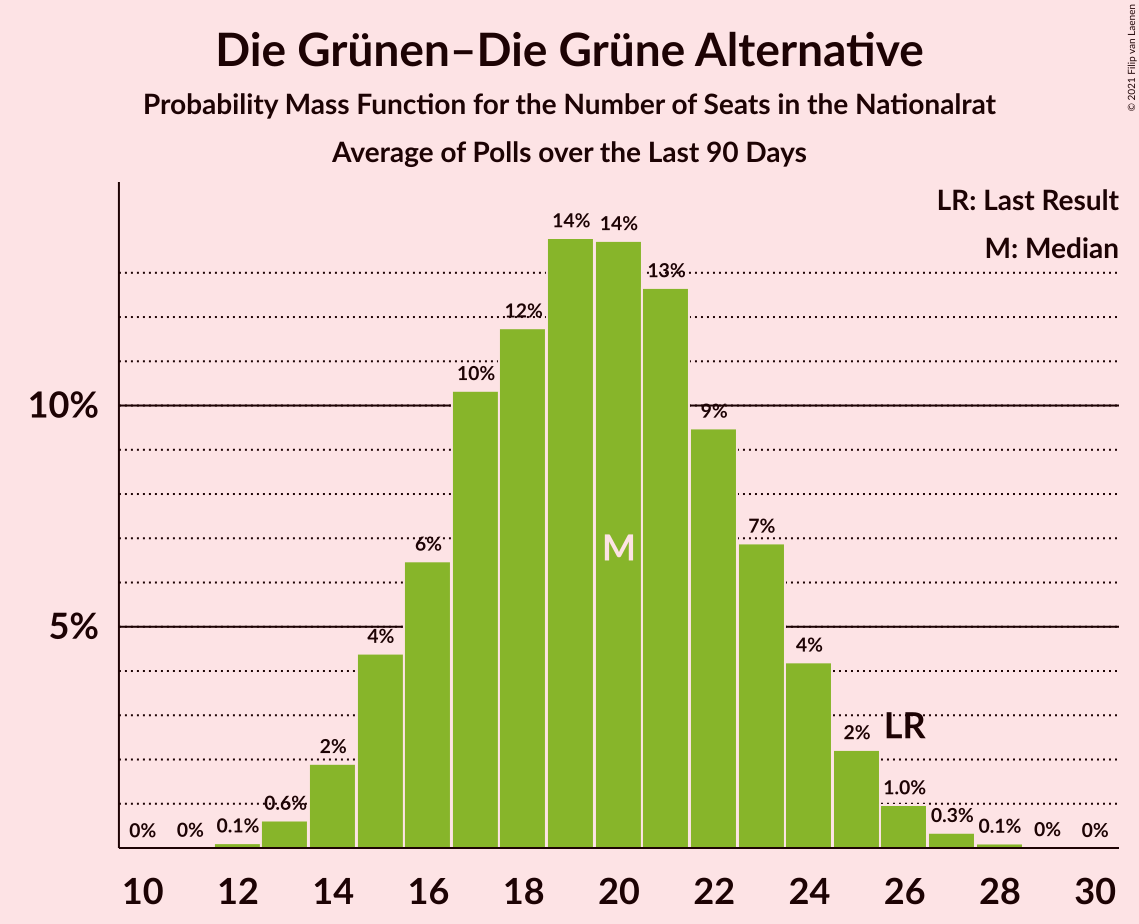 Die Grünen–Die Grüne Alternative
Probability Mass Function for the Number of Seats in the Nationalrat
Average of Polls over the Last 90 Days
© 2021 Filip van Laenen
LR: Last Result
M: Median
14%
14%
13%
12%
10%
10%
9%
7%
6%
M
5%
4%
4%
LR
2%
2%
1.0%
0.6%
0.3%
0.1%
0.1%
0%
0%
0%
0%
10 12 14 16 18 20 22 24 26 28 30